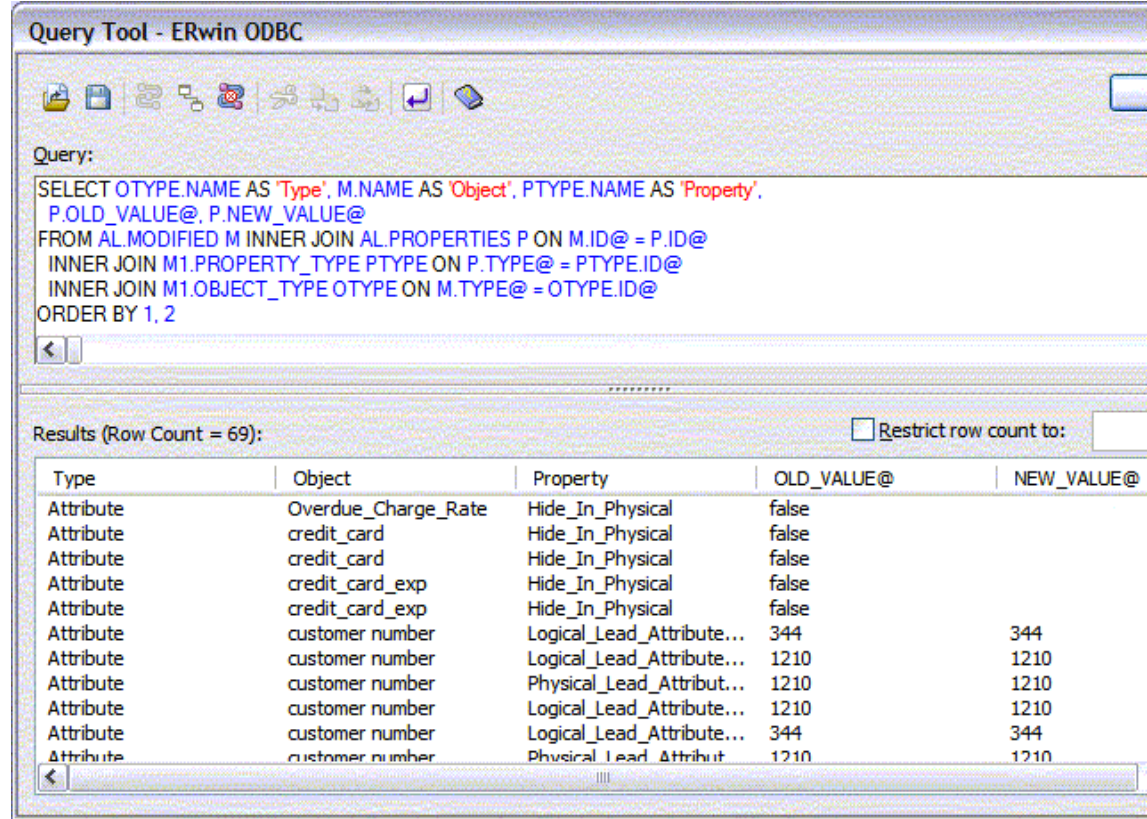 Query Tool - ERwin ODBC
Query:
SELECT OTYPE.NAME AS 'Type', M.NAME AS 'Object', PTYPE.NAME AS 'Property',
P.OLD_VALUE@, P.NEW_VALUE@
FROM AL.MODIFIED M INNER JOIN AL.PROPERTIES P ON M.ID@ = P.ID@
INNER JOIN M1.PROPERTY_TYPE PTYPE ON P.TYPE@ = PTYPE.ID@
INNER JOIN M1.OBJECT_TYPE OTYPE ON M.TYPE@ = OTYPE.ID@
ORDER BY 1, 2
Results (Row Count = 69): Restrict row count to:
Type Object Property OLD_VALUE@ NEW_VALUE@
Attribute Overdue_Charge_Rate Hide_In_Physical false
Attribute credit_card Hide_In_Physical false
Attribute credit_card Hide_In_Physical false
Attribute credit_card_exp Hide_In_Physical false
Attribute credit_card_exp Hide_In_Physical false
Attribute customer number Logical_Lead_Attribute... 344 344
Attribute customer number Logical_Lead_Attribute... 1210 1210
Attribute customer number Physical_Lead_Attribut... 1210 1210
Attribute customer number Logical_Lead_Attribute... 1210 1210
Attribute customer number Logical_Lead_Attribute... 344 344
Attribute customer number Physical_Lead_Attribut 1210 1210